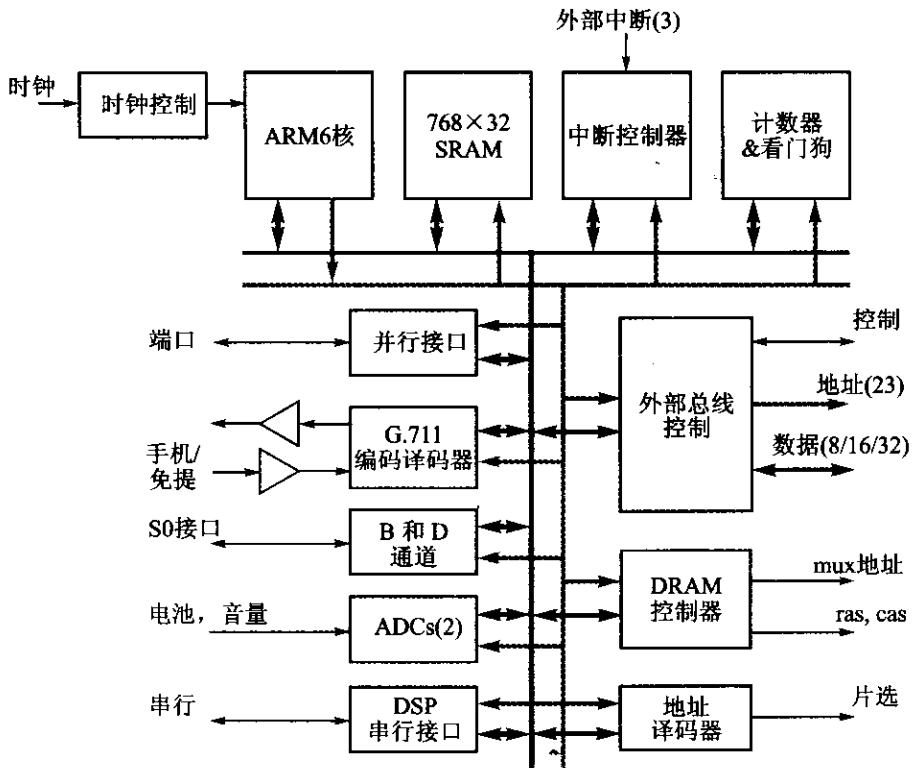 外部中断(3)
时钟
时钟控制
ARM6核
768×32
SRAM
中断控制器
计数器
&看门狗
端口
并行接口
控制
地址(23)
外部总线
控制
数据(8/16/32)
G.711
编码译码器
手机/
免提
S0接口
B 和 D
通道
mux地址
DRAM
控制器
ras, cas
电池，音量
ADCs(2)
串行
DSP
串行接口
地址
译码器
片选